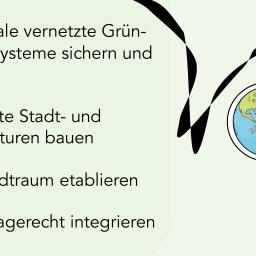 ale vernetzte Grün-
ysteme sichern und
te Stadt- und
turen bauen
dtraum etablieren
agerecht integrieren